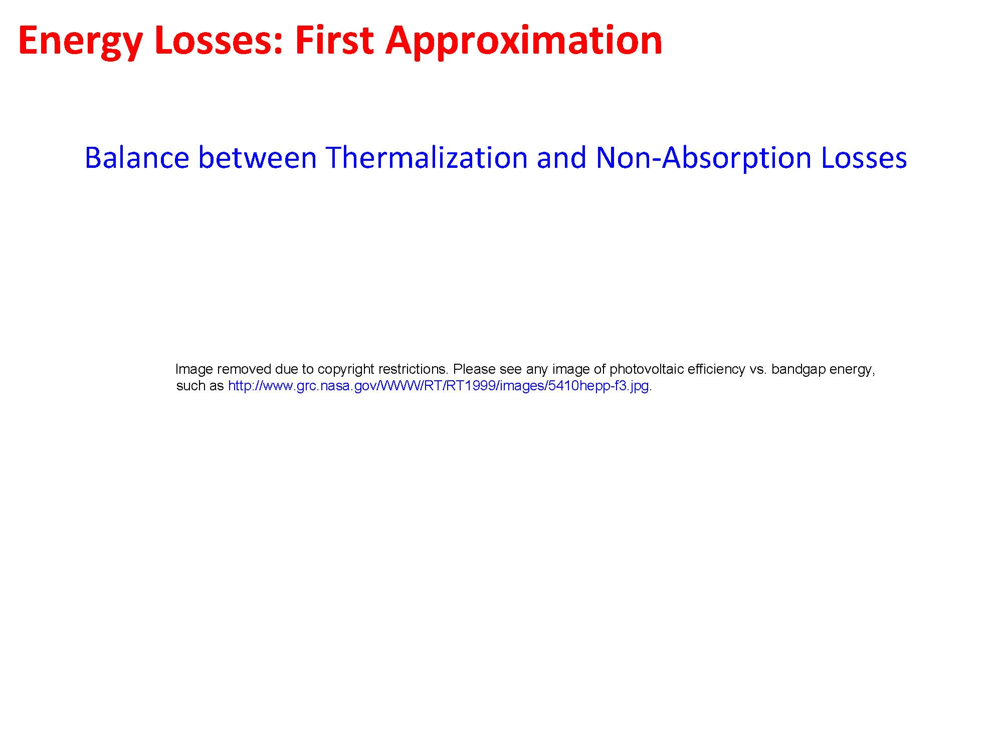 Energy Losses: First Approximation
Balance between Thermalization and Non-Absorption Losses
Image removed due to copyright restrictions. Please see any image of photovoltaic efficiency vs. bandgap energy,
such as http://www.grc.nasa.gov/WWW/RT/RT1999/images/5410hepp-f3.jpg.